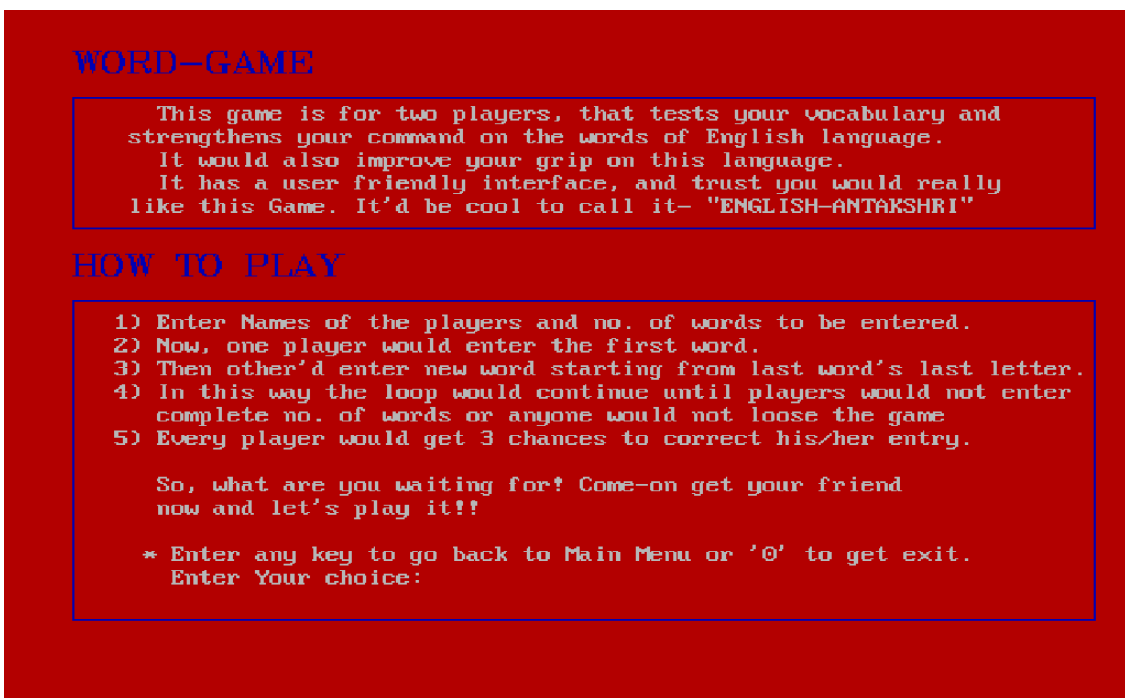 WORD-GAME
This game is for two players, that tests your vocabulary and
strengthens your command on the words of English language.
It would also improve your grip on this language.
It has a user friendly interface, and trust you would really
like this Game. It'd be cool to call it- "ENGLISH-ANTAKSHRI"
HOW TO PLAY
1) Enter Names of the players and no. of words to be entered.
2) Now, one player would enter the first word.
3) Then other'd enter new word starting from last word's last letter.
4) In this way the loop would continue until players would not enter
complete no. of words or anyone would not loose the game
5) Every player would get 3 chances to correct his/her entry.
So, what are you waiting for! Come-on get your friend
now and let's play it!!
* Enter any key to go back to Main Menu or '0' to get exit.
Enter Your choice: